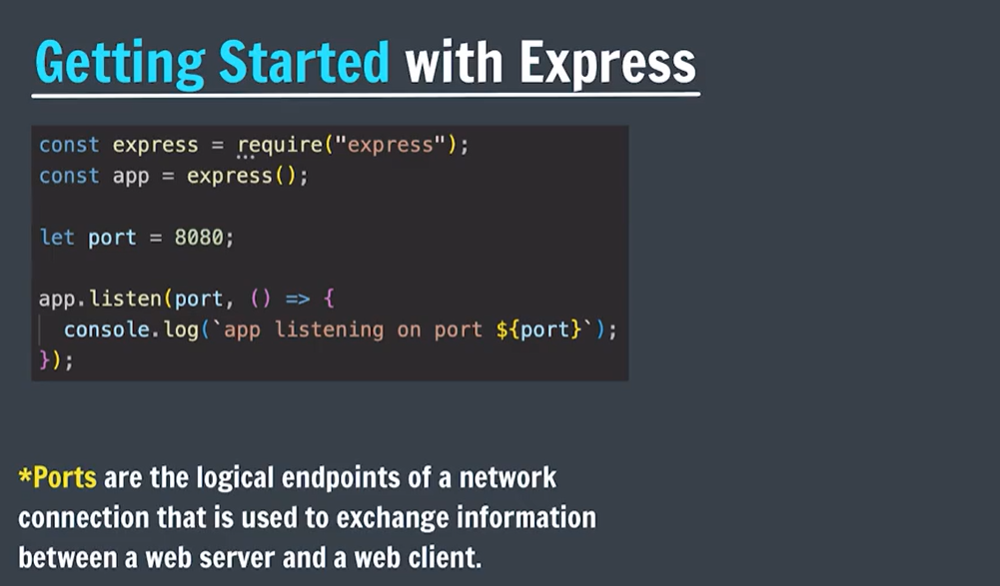 Getting Started with Express
const express = require("express");
const app = express();
let port = 8080;
app.listen(port, () => {
console.log(`app listening on port ${port}`);
});
*Ports are the logical endpoints of a network
connection that is used to exchange information
between a web server and a web client.